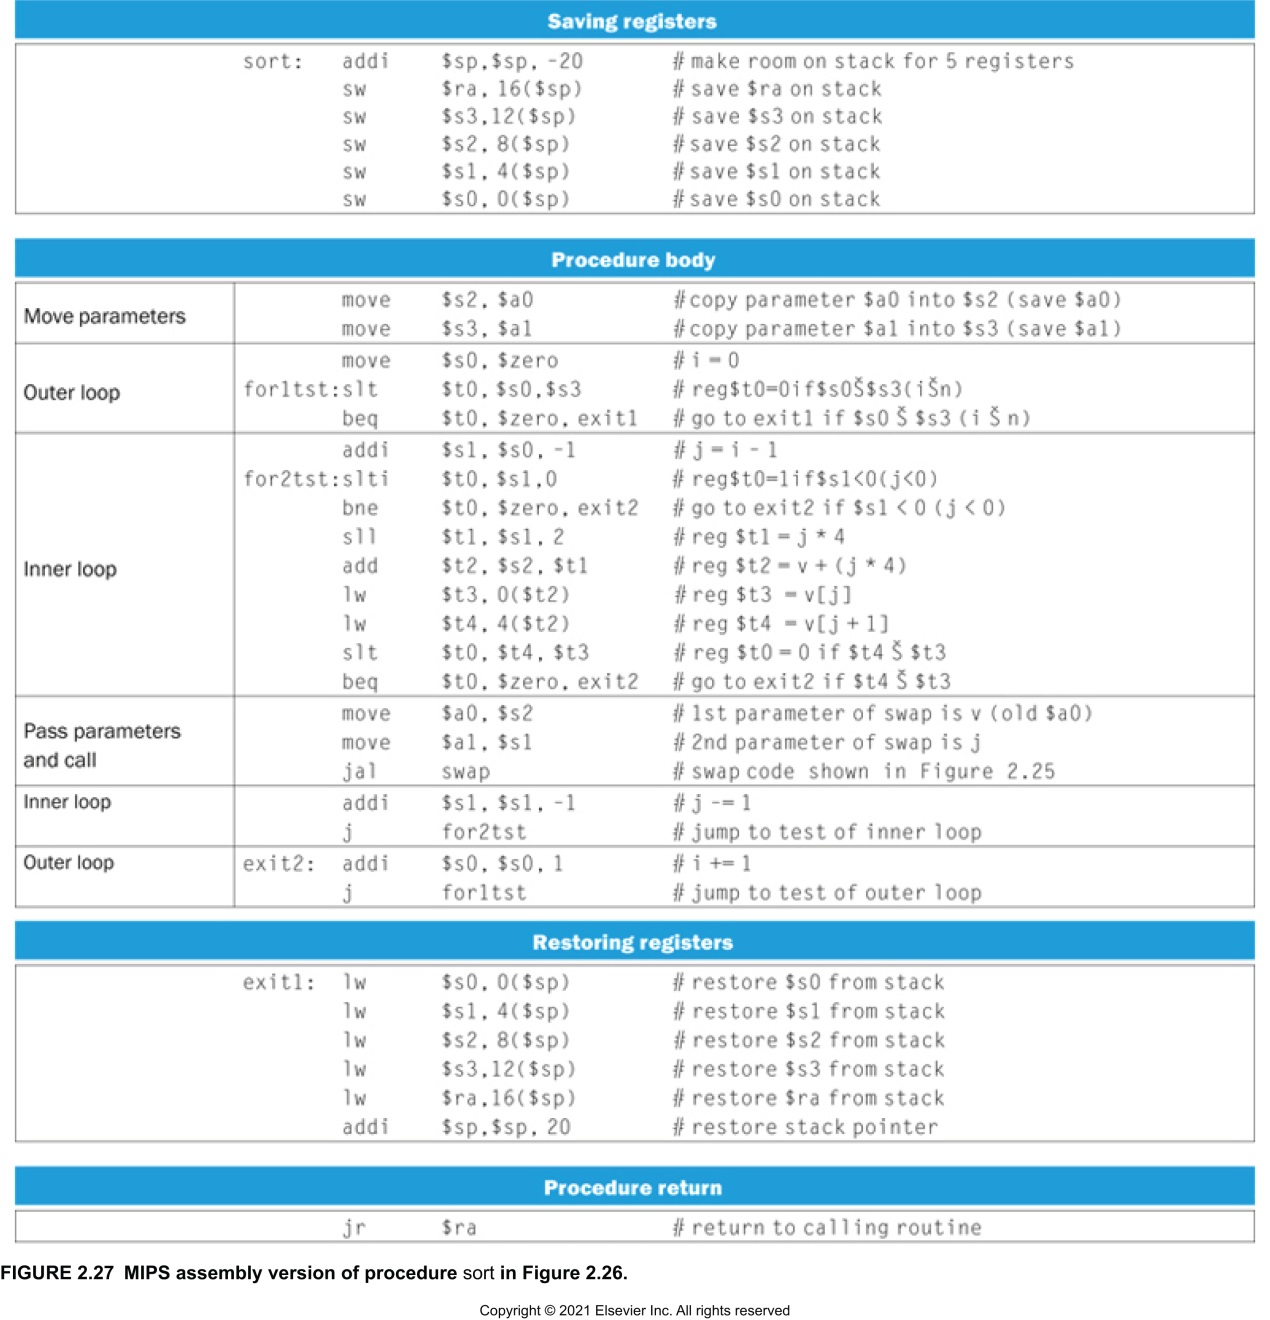 Saving registers
sort: addi $sp,$sp, -20 # make room on stack for 5 registers
sw $ra, 16($sp) # save $ra on stack
sw $s3,12($sp) # save $s3 on stack
sw $s2, 8($sp) # save $s2 on stack
sw $s1, 4($sp) # save $s1 on stack
sw $s0, 0($sp) # save $s0 on stack
Procedure body
Move parameters
move $s2, $a0 # copy parameter $a0 into $s2 (save $a0)
move $s3, $a1 # copy parameter $a1 into $s3 (save $a1)
Outer loop
move $s0, $zero # i = 0
for1tst:slt $t0, $s0,$s3 # reg$t0=0if$s0Š$s3(iŠn)
beq $t0, $zero, exit1 # go to exit1 if $s0 Š $s3 (i Š n)
Inner loop
addi $s1, $s0, -1 # j = i - 1
for2tst:slti $t0, $s1,0 # reg$t0=1if$s1<0(j<0)
bne $t0, $zero, exit2 # go to exit2 if $s1 < 0 (j < 0)
sll $t1, $s1, 2 # reg $t1 = j * 4
add $t2, $s2, $t1 # reg $t2 = v + (j * 4)
lw $t3, 0($t2) # reg $t3 = v[j]
lw $t4, 4($t2) # reg $t4 = v[j + 1]
slt $t0, $t4, $t3 # reg $t0 = 0 if $t4 Š $t3
beq $t0, $zero, exit2 # go to exit2 if $t4 Š $t3
Pass parameters
and call
move $a0, $s2 # 1st parameter of swap is v (old $a0)
move $a1, $s1 # 2nd parameter of swap is j
jal swap # swap code shown in Figure 2.25
Inner loop
addi $s1, $s1, -1 # j -= 1
j for2tst # jump to test of inner loop
Outer loop
exit2: addi $s0, $s0, 1 # i += 1
j for1tst # jump to test of outer loop
Restoring registers
exit1: lw $s0, 0($sp) # restore $s0 from stack
lw $s1, 4($sp) # restore $s1 from stack
lw $s2, 8($sp) # restore $s2 from stack
lw $s3,12($sp) # restore $s3 from stack
lw $ra,16($sp) # restore $ra from stack
addi $sp,$sp, 20 # restore stack pointer
Procedure return
jr $ra # return to calling routine
FIGURE 2.27 MIPS assembly version of procedure sort in Figure 2.26.
Copyright © 2021 Elsevier Inc. All rights reserved